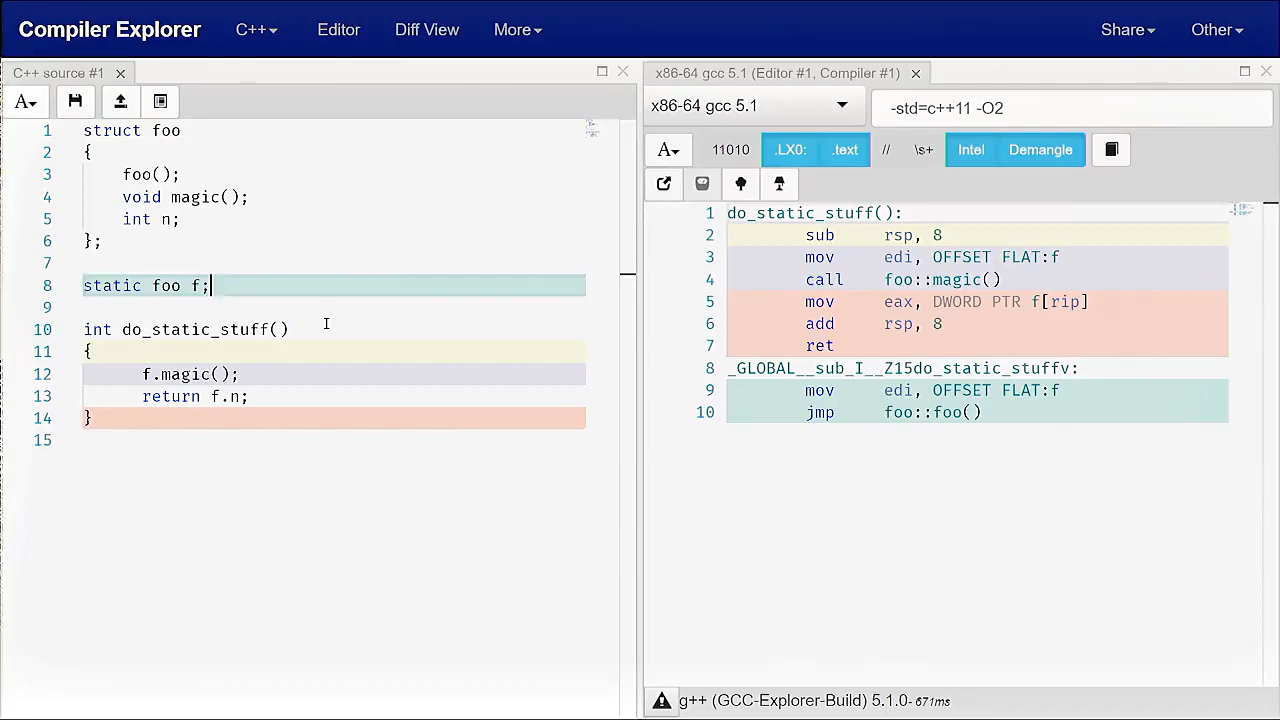 Compiler Explorer C++ Editor Diff View More Share Other
C++ source #1
x86-64 gcc 5.1 (Editor #1, Compiler #1)
A
x86-64 gcc 5.1 -std=c++11 -O2
A 11010 .LX0: .text // \s+ Intel Demangle
1 struct foo
2 {
3 foo();
4 void magic();
5 int n;
6 };
7
8 static foo f;
9
10 int do_static_stuff()
11 {
12 f.magic();
13 return f.n;
14 }
15
1 do_static_stuff():
2 sub rsp, 8
3 mov edi, OFFSET FLAT:f
4 call foo::magic()
5 mov eax, DWORD PTR f[rip]
6 add rsp, 8
7 ret
8 _GLOBAL__sub_I__Z15do_static_stuffv:
9 mov edi, OFFSET FLAT:f
10 jmp foo::foo()
g++ (GCC-Explorer-Build) 5.1.0 - 671ms